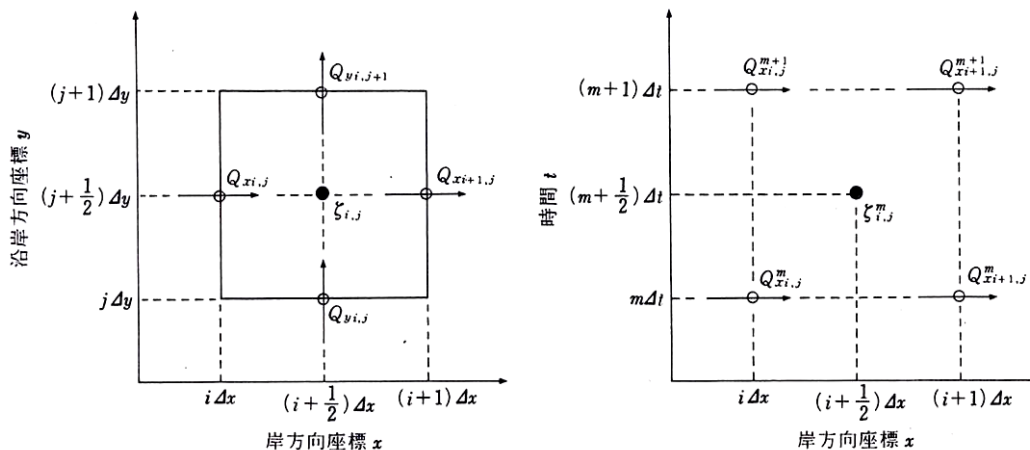 沿岸方向座標 y
(j+1)Δy
(j+1/2)Δy
jΔy
Q_{yi,j+1}
Q_{xi,j}
Q_{xi+1,j}
ζ_{i,j}
Q_{yi,j}
iΔx
(i+1/2)Δx
(i+1)Δx
岸方向座標 x
時間 t
(m+1)Δt
(m+1/2)Δt
mΔt
Q^{m+1}_{xi,j}
Q^{m+1}_{xi+1,j}
ζ^{m}_{i,j}
Q^{m}_{xi,j}
Q^{m}_{xi+1,j}
iΔx
(i+1/2)Δx
(i+1)Δx
岸方向座標 x